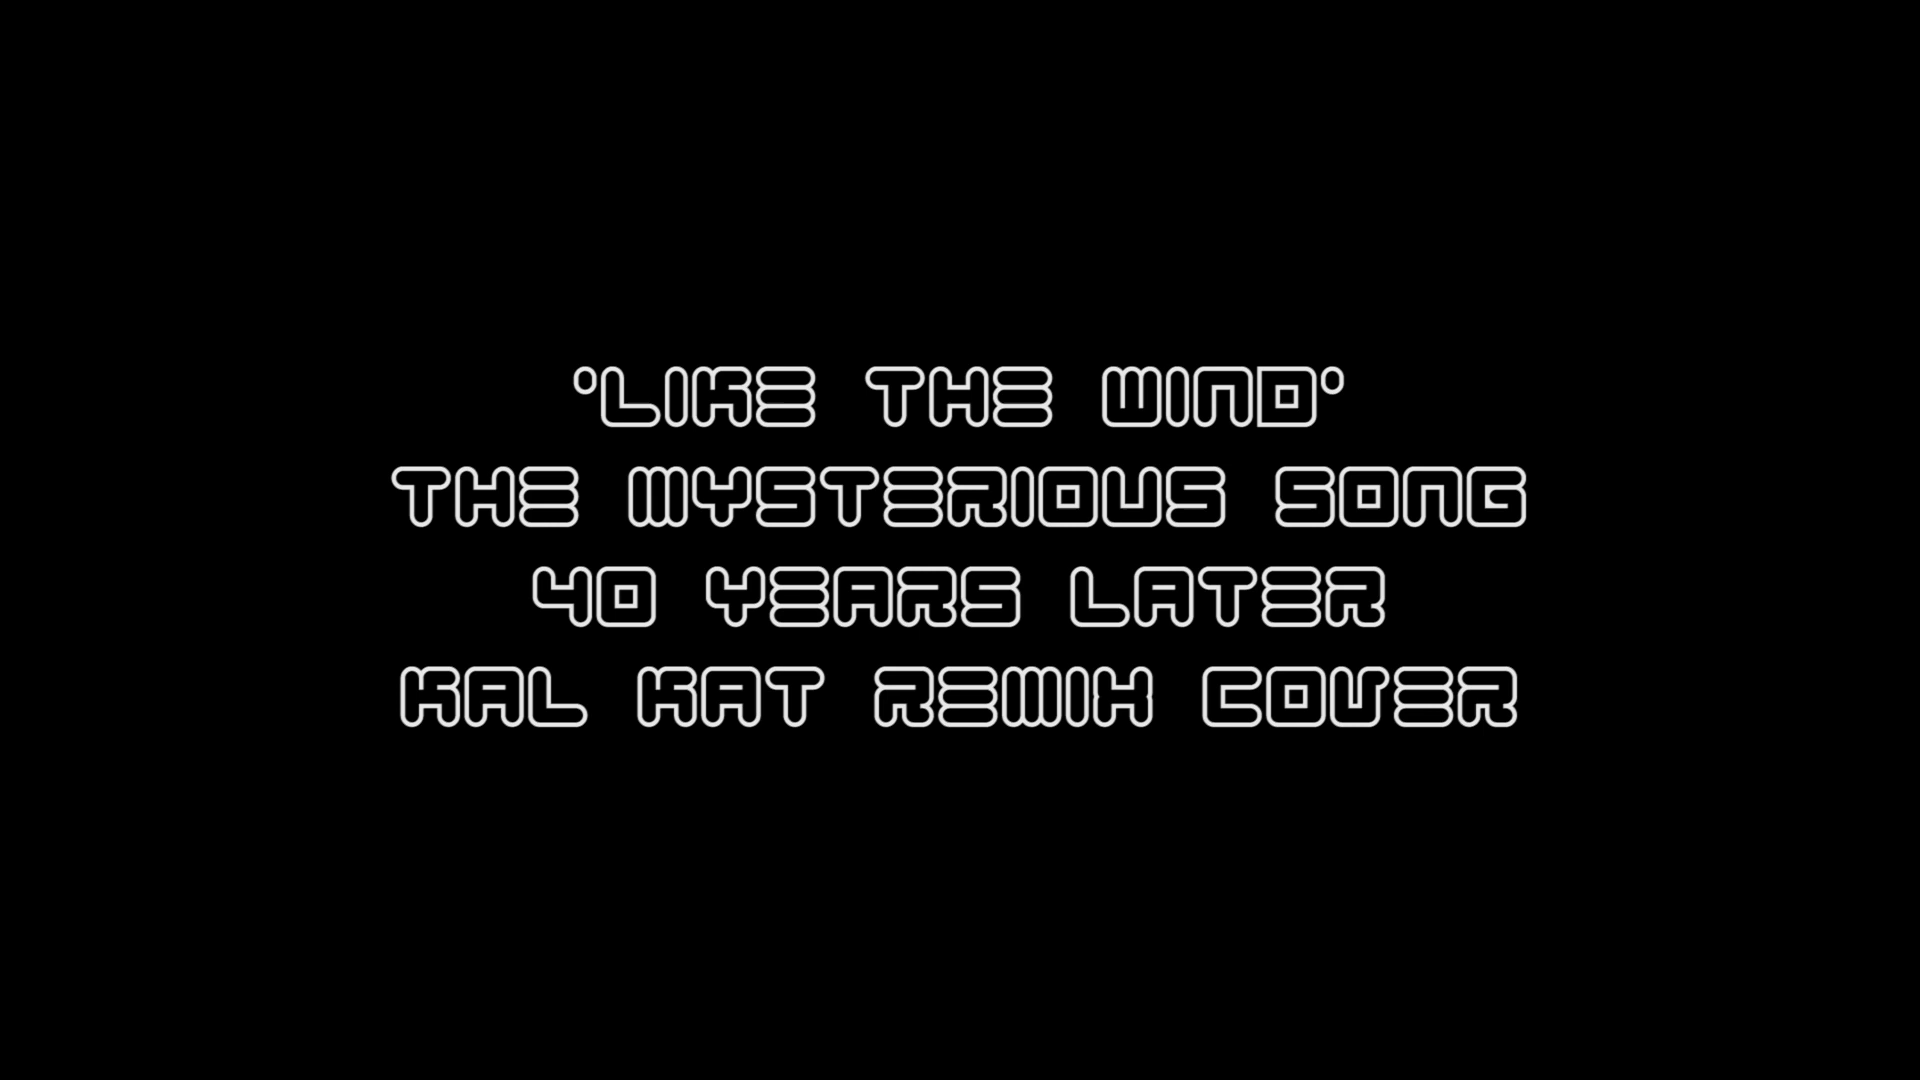 'LIKE THE WIND'
THE MYSTERIOUS SONG
40 YEARS LATER
KAL KAT REMIX COVER